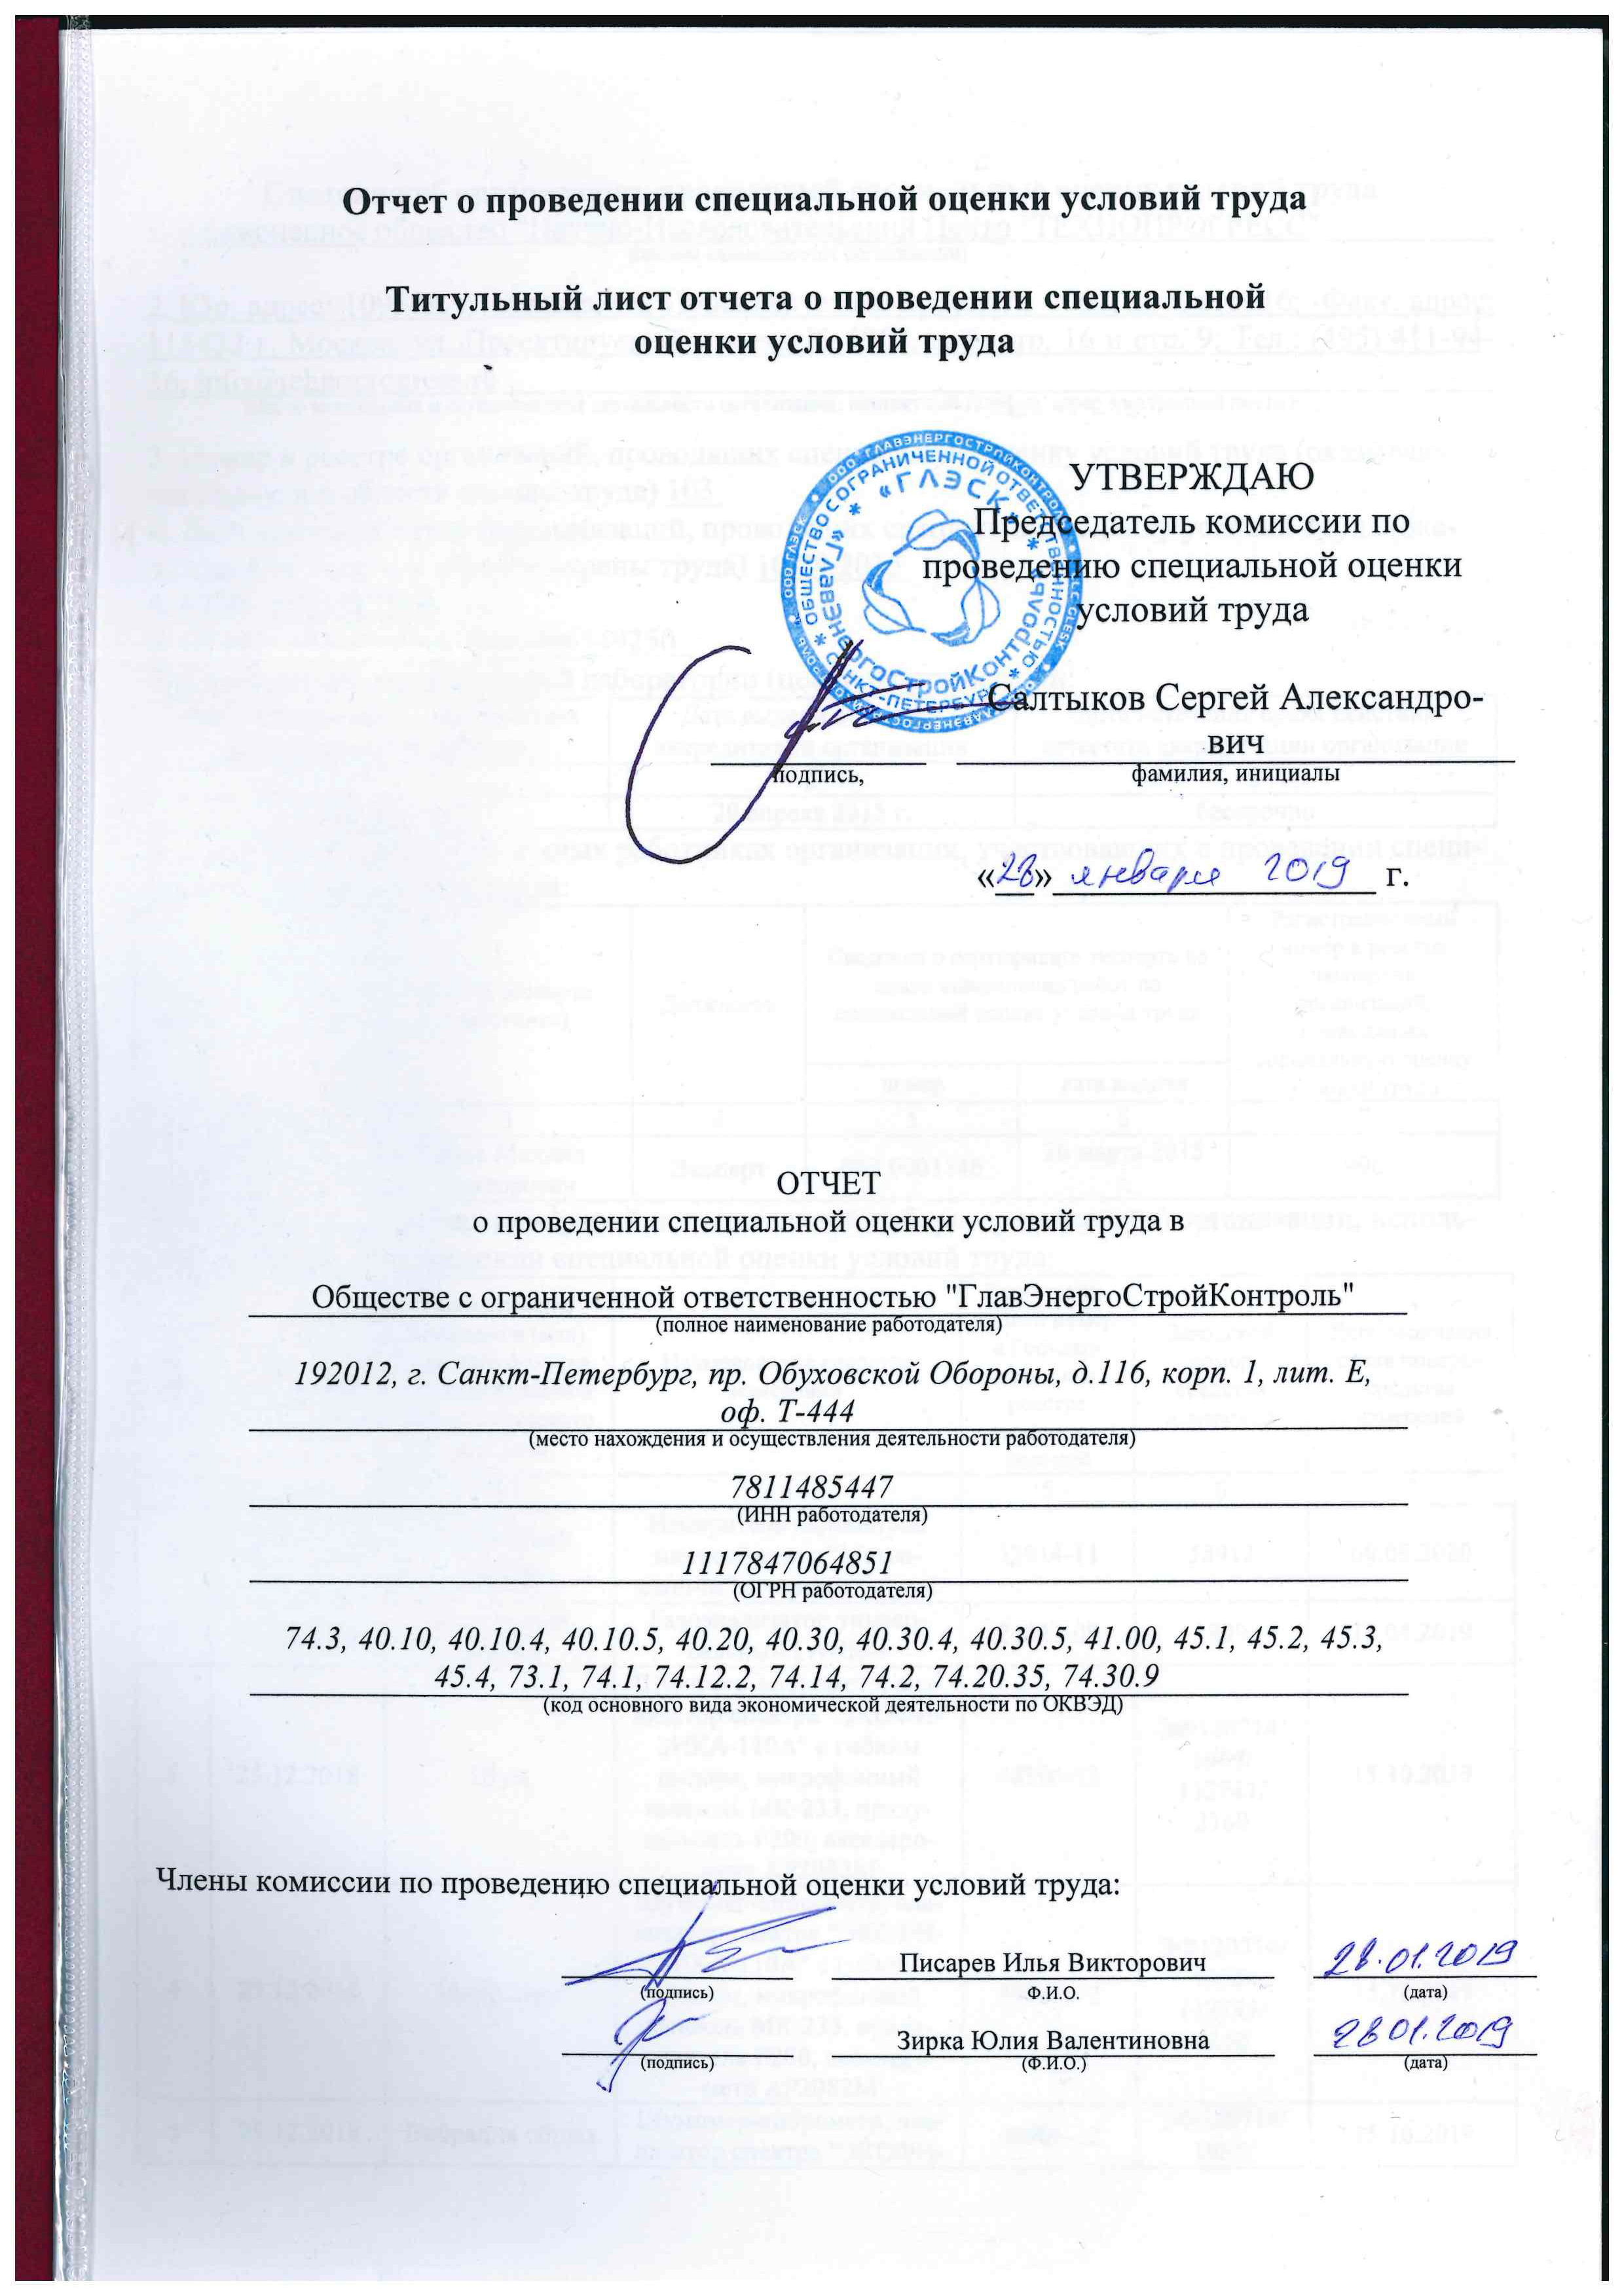 Отчет о проведении специальной оценки условий труда
Титульный лист отчета о проведении специальной
оценки условий труда
УТВЕРЖДАЮ
Председатель комиссии по
проведению специальной оценки
условий труда
ОБЩЕСТВО С ОГРАНИЧЕННОЙ ОТВЕТСТВЕННОСТЬЮ
* САНКТ-ПЕТЕРБУРГ *
«ГЛЭСК»
«ГлавЭнергоСтройКонтроль»
Салтыков Сергей Александро-
вич
подпись,
фамилия, инициалы
«28» января 2019 г.
ОТЧЕТ
о проведении специальной оценки условий труда в
Обществе с ограниченной ответственностью "ГлавЭнергоСтройКонтроль"
(полное наименование работодателя)
192012, г. Санкт-Петербург, пр. Обуховской Обороны, д.116, корп. 1, лит. Е,
оф. Т-444
(место нахождения и осуществления деятельности работодателя)
7811485447
(ИНН работодателя)
1117847064851
(ОГРН работодателя)
74.3, 40.10, 40.10.4, 40.10.5, 40.20, 40.30, 40.30.4, 40.30.5, 41.00, 45.1, 45.2, 45.3,
45.4, 73.1, 74.1, 74.12.2, 74.14, 74.2, 74.20.35, 74.30.9
(код основного вида экономической деятельности по ОКВЭД)
Члены комиссии по проведению специальной оценки условий труда:
Писарев Илья Викторович 28.01.2019
(подпись) Ф.И.О. (дата)
Зирка Юлия Валентиновна 28.01.2019
(подпись) (Ф.И.О.) (дата)